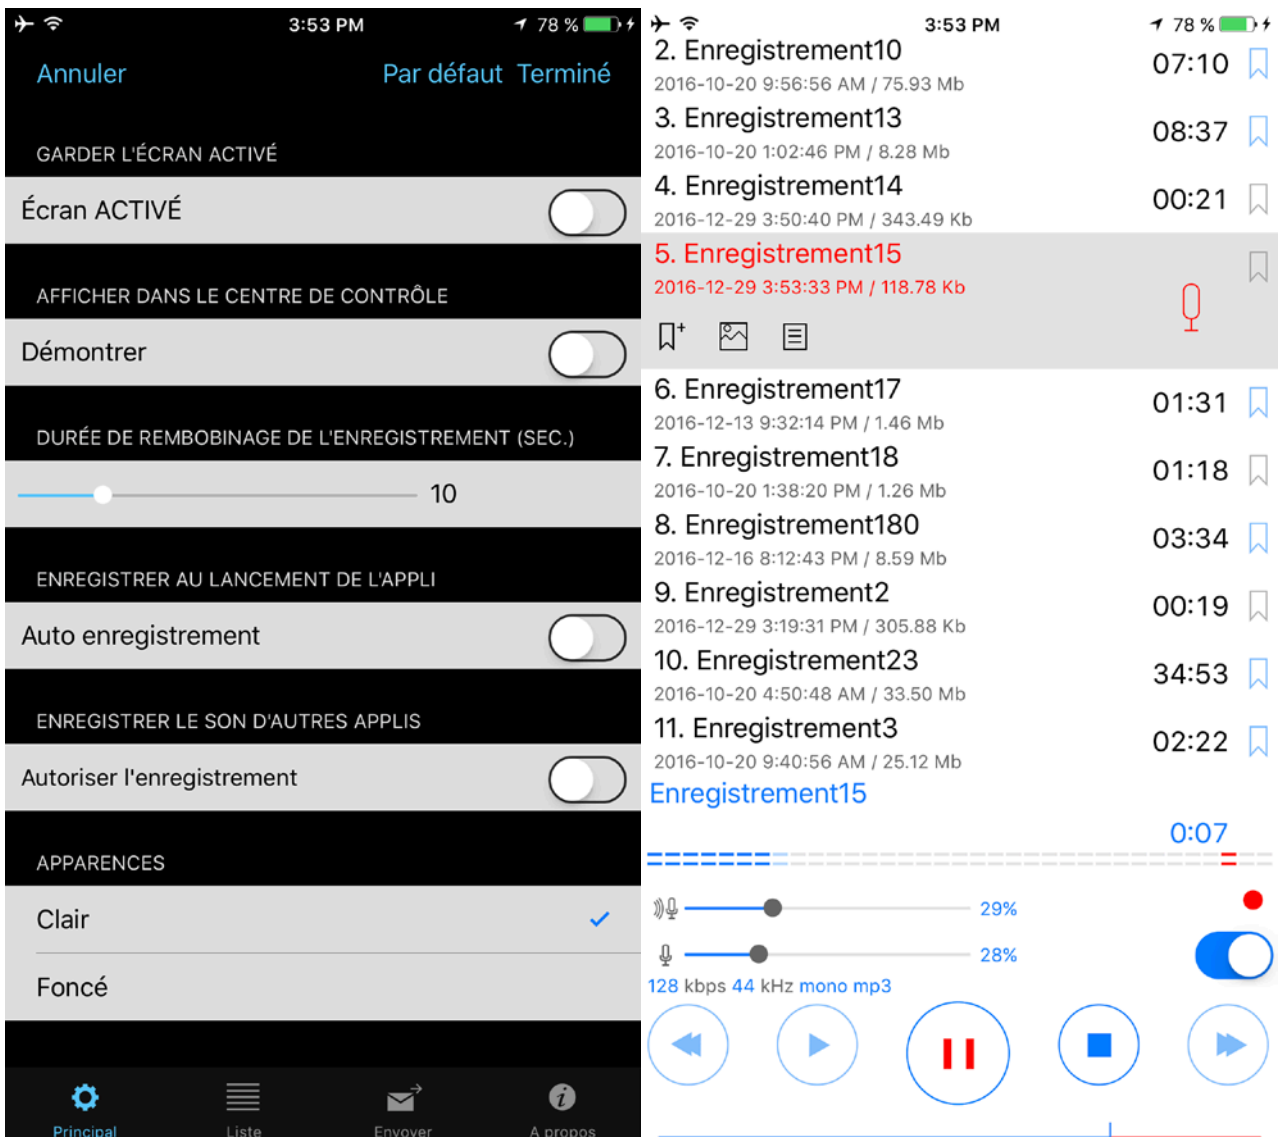 3:53 PM
78 %
Annuler
Par défaut
Terminé
GARDER L'ÉCRAN ACTIVÉ
Écran ACTIVÉ
AFFICHER DANS LE CENTRE DE CONTRÔLE
Démontrer
DURÉE DE REMBOBINAGE DE L'ENREGISTREMENT (SEC.)
10
ENREGISTRER AU LANCEMENT DE L'APPLI
Auto enregistrement
ENREGISTRER LE SON D'AUTRES APPLIS
Autoriser l'enregistrement
APPARENCES
Clair
Foncé
Principal
Liste
Envoyer
A propos
3:53 PM
78 %
2. Enregistrement10
07:10
2016-10-20 9:56:56 AM / 75.93 Mb
3. Enregistrement13
08:37
2016-10-20 1:02:46 PM / 8.28 Mb
4. Enregistrement14
00:21
2016-12-29 3:50:40 PM / 343.49 Kb
5. Enregistrement15
2016-12-29 3:53:33 PM / 118.78 Kb
6. Enregistrement17
01:31
2016-12-13 9:32:14 PM / 1.46 Mb
7. Enregistrement18
01:18
2016-10-20 1:38:20 PM / 1.26 Mb
8. Enregistrement180
03:34
2016-12-16 8:12:43 PM / 8.59 Mb
9. Enregistrement2
00:19
2016-12-29 3:19:31 PM / 305.88 Kb
10. Enregistrement23
34:53
2016-10-20 4:50:48 AM / 33.50 Mb
11. Enregistrement3
02:22
2016-10-20 9:40:56 AM / 25.12 Mb
Enregistrement15
0:07
29%
28%
128 kbps 44 kHz mono mp3